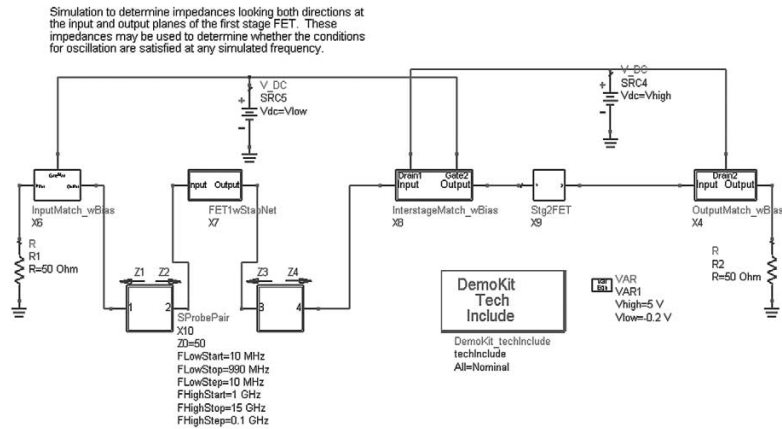 Simulation to determine impedances looking both directions at
the input and output planes of the first stage FET. These
impedances may be used to determine whether the conditions
for oscillation are satisfied at any simulated frequency.
V_DC
SRC5
Vdc=Vlow
V_DC
SRC4
Vdc=Vhigh
Input Output
InputMatch_wBias
X6
Input Output
FET1wStabNet
X7
Drain1 Gate2
Input Output
InterstageMatch_wBias
X8
Stg2FET
X9
Drain2
Input Output
OutputMatch_wBias
X4
R
R1
R=50 Ohm
Z1 Z2
1 2
Z3 Z4
3 4
SProbePair
X10
Z0=50
FLowStart=10 MHz
FLowStop=990 MHz
FLowStep=10 MHz
FHighStart=1 GHz
FHighStop=15 GHz
FHighStep=0.1 GHz
DemoKit
Tech
Include
DemoKit_techInclude
techInclude
All=Nominal
Var
Eqn
VAR
VAR1
Vhigh=5 V
Vlow=-0.2 V
R
R2
R=50 Ohm